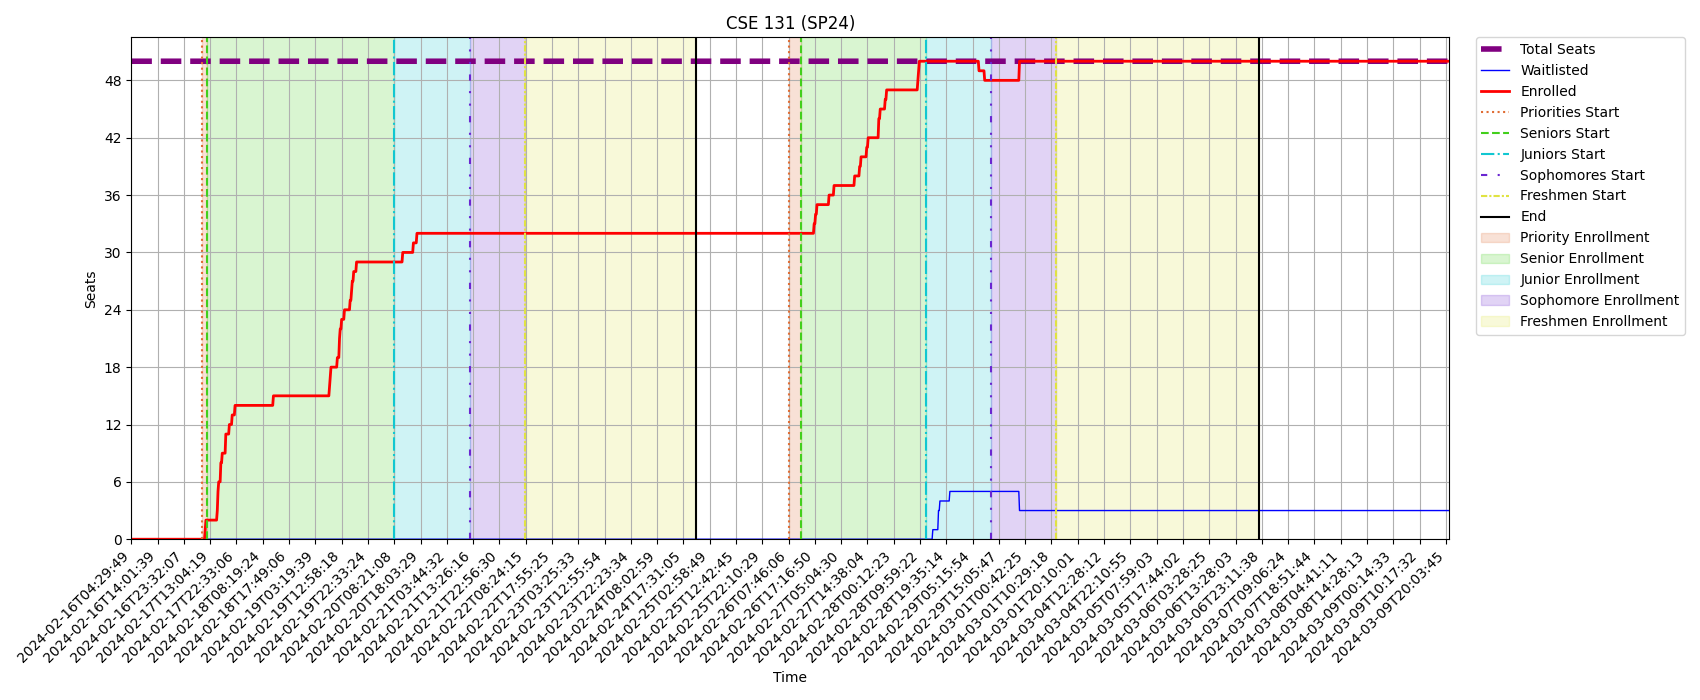 CSE 131 (SP24)
Total Seats
Waitlisted
Enrolled
Priorities Start
Seniors Start
Juniors Start
Sophomores Start
Freshmen Start
End
Priority Enrollment
Senior Enrollment
Junior Enrollment
Sophomore Enrollment
Freshmen Enrollment
Seats
48
42
36
30
24
18
12
6
0
2024-02-16T04:29:49
2024-02-16T14:01:39
2024-02-16T23:32:07
2024-02-17T13:04:19
2024-02-17T22:33:06
2024-02-18T08:19:24
2024-02-18T17:49:06
2024-02-19T03:19:39
2024-02-19T12:58:18
2024-02-19T22:33:24
2024-02-20T08:21:08
2024-02-20T18:03:29
2024-02-21T03:44:32
2024-02-21T13:26:16
2024-02-21T22:56:30
2024-02-22T08:24:15
2024-02-22T17:55:25
2024-02-23T03:25:33
2024-02-23T12:55:54
2024-02-23T22:23:34
2024-02-24T08:02:59
2024-02-24T17:31:05
2024-02-25T02:58:49
2024-02-25T12:42:45
2024-02-25T22:10:29
2024-02-26T07:46:06
2024-02-26T17:16:50
2024-02-27T05:04:30
2024-02-27T14:38:04
2024-02-28T00:12:23
2024-02-28T09:59:22
2024-02-28T19:35:14
2024-02-29T05:15:54
2024-02-29T15:05:47
2024-03-01T00:42:25
2024-03-01T10:29:18
2024-03-01T20:10:01
2024-03-04T12:28:12
2024-03-04T22:10:55
2024-03-05T07:59:03
2024-03-05T17:44:02
2024-03-06T03:28:25
2024-03-06T13:28:03
2024-03-06T23:11:38
2024-03-07T09:06:24
2024-03-07T18:51:44
2024-03-08T04:41:11
2024-03-08T14:28:13
2024-03-09T00:14:33
2024-03-09T10:17:32
2024-03-09T20:03:45
Time